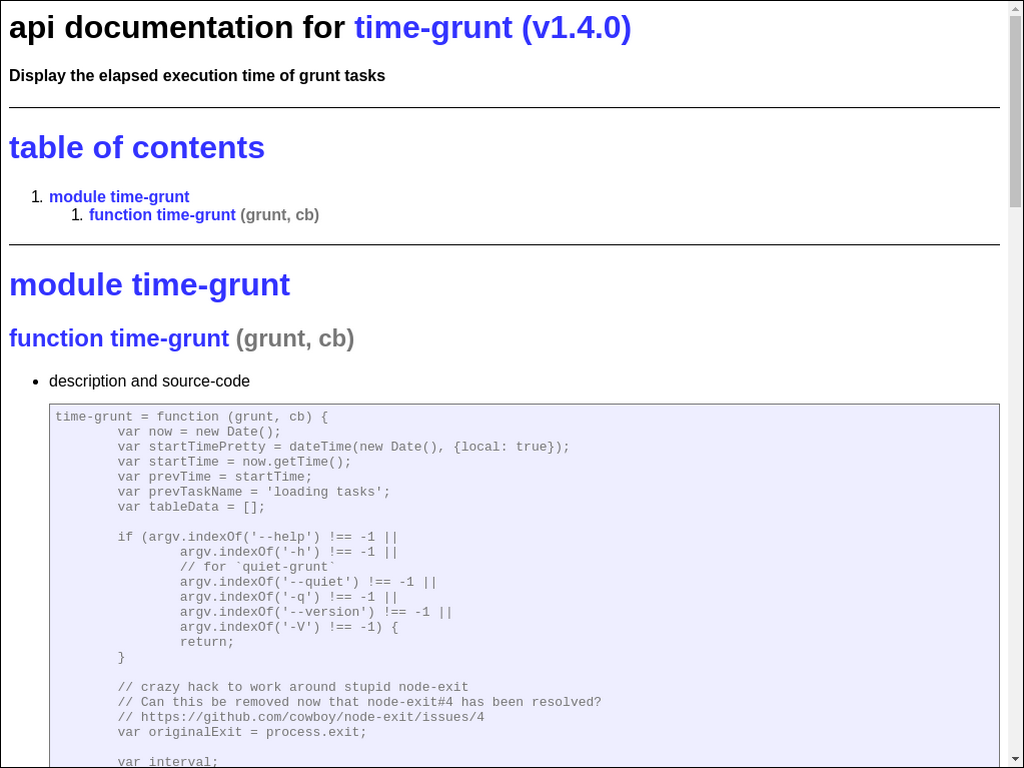 api documentation for time-grunt (v1.4.0)
Display the elapsed execution time of grunt tasks
table of contents
1. module time-grunt
1. function time-grunt (grunt, cb)
module time-grunt
function time-grunt (grunt, cb)
• description and source-code
time-grunt = function (grunt, cb) {
        var now = new Date();
        var startTimePretty = dateTime(new Date(), {local: true});
        var startTime = now.getTime();
        var prevTime = startTime;
        var prevTaskName = 'loading tasks';
        var tableData = [];
        if (argv.indexOf('--help') !== -1 ||
                argv.indexOf('-h') !== -1 ||
                // for `quiet-grunt`
                argv.indexOf('--quiet') !== -1 ||
                argv.indexOf('-q') !== -1 ||
                argv.indexOf('--version') !== -1 ||
                argv.indexOf('-V') !== -1) {
                return;
        }
        // crazy hack to work around stupid node-exit
        // Can this be removed now that node-exit#4 has been resolved?
        // https://github.com/cowboy/node-exit/issues/4
        var originalExit = process.exit;
        var interval;